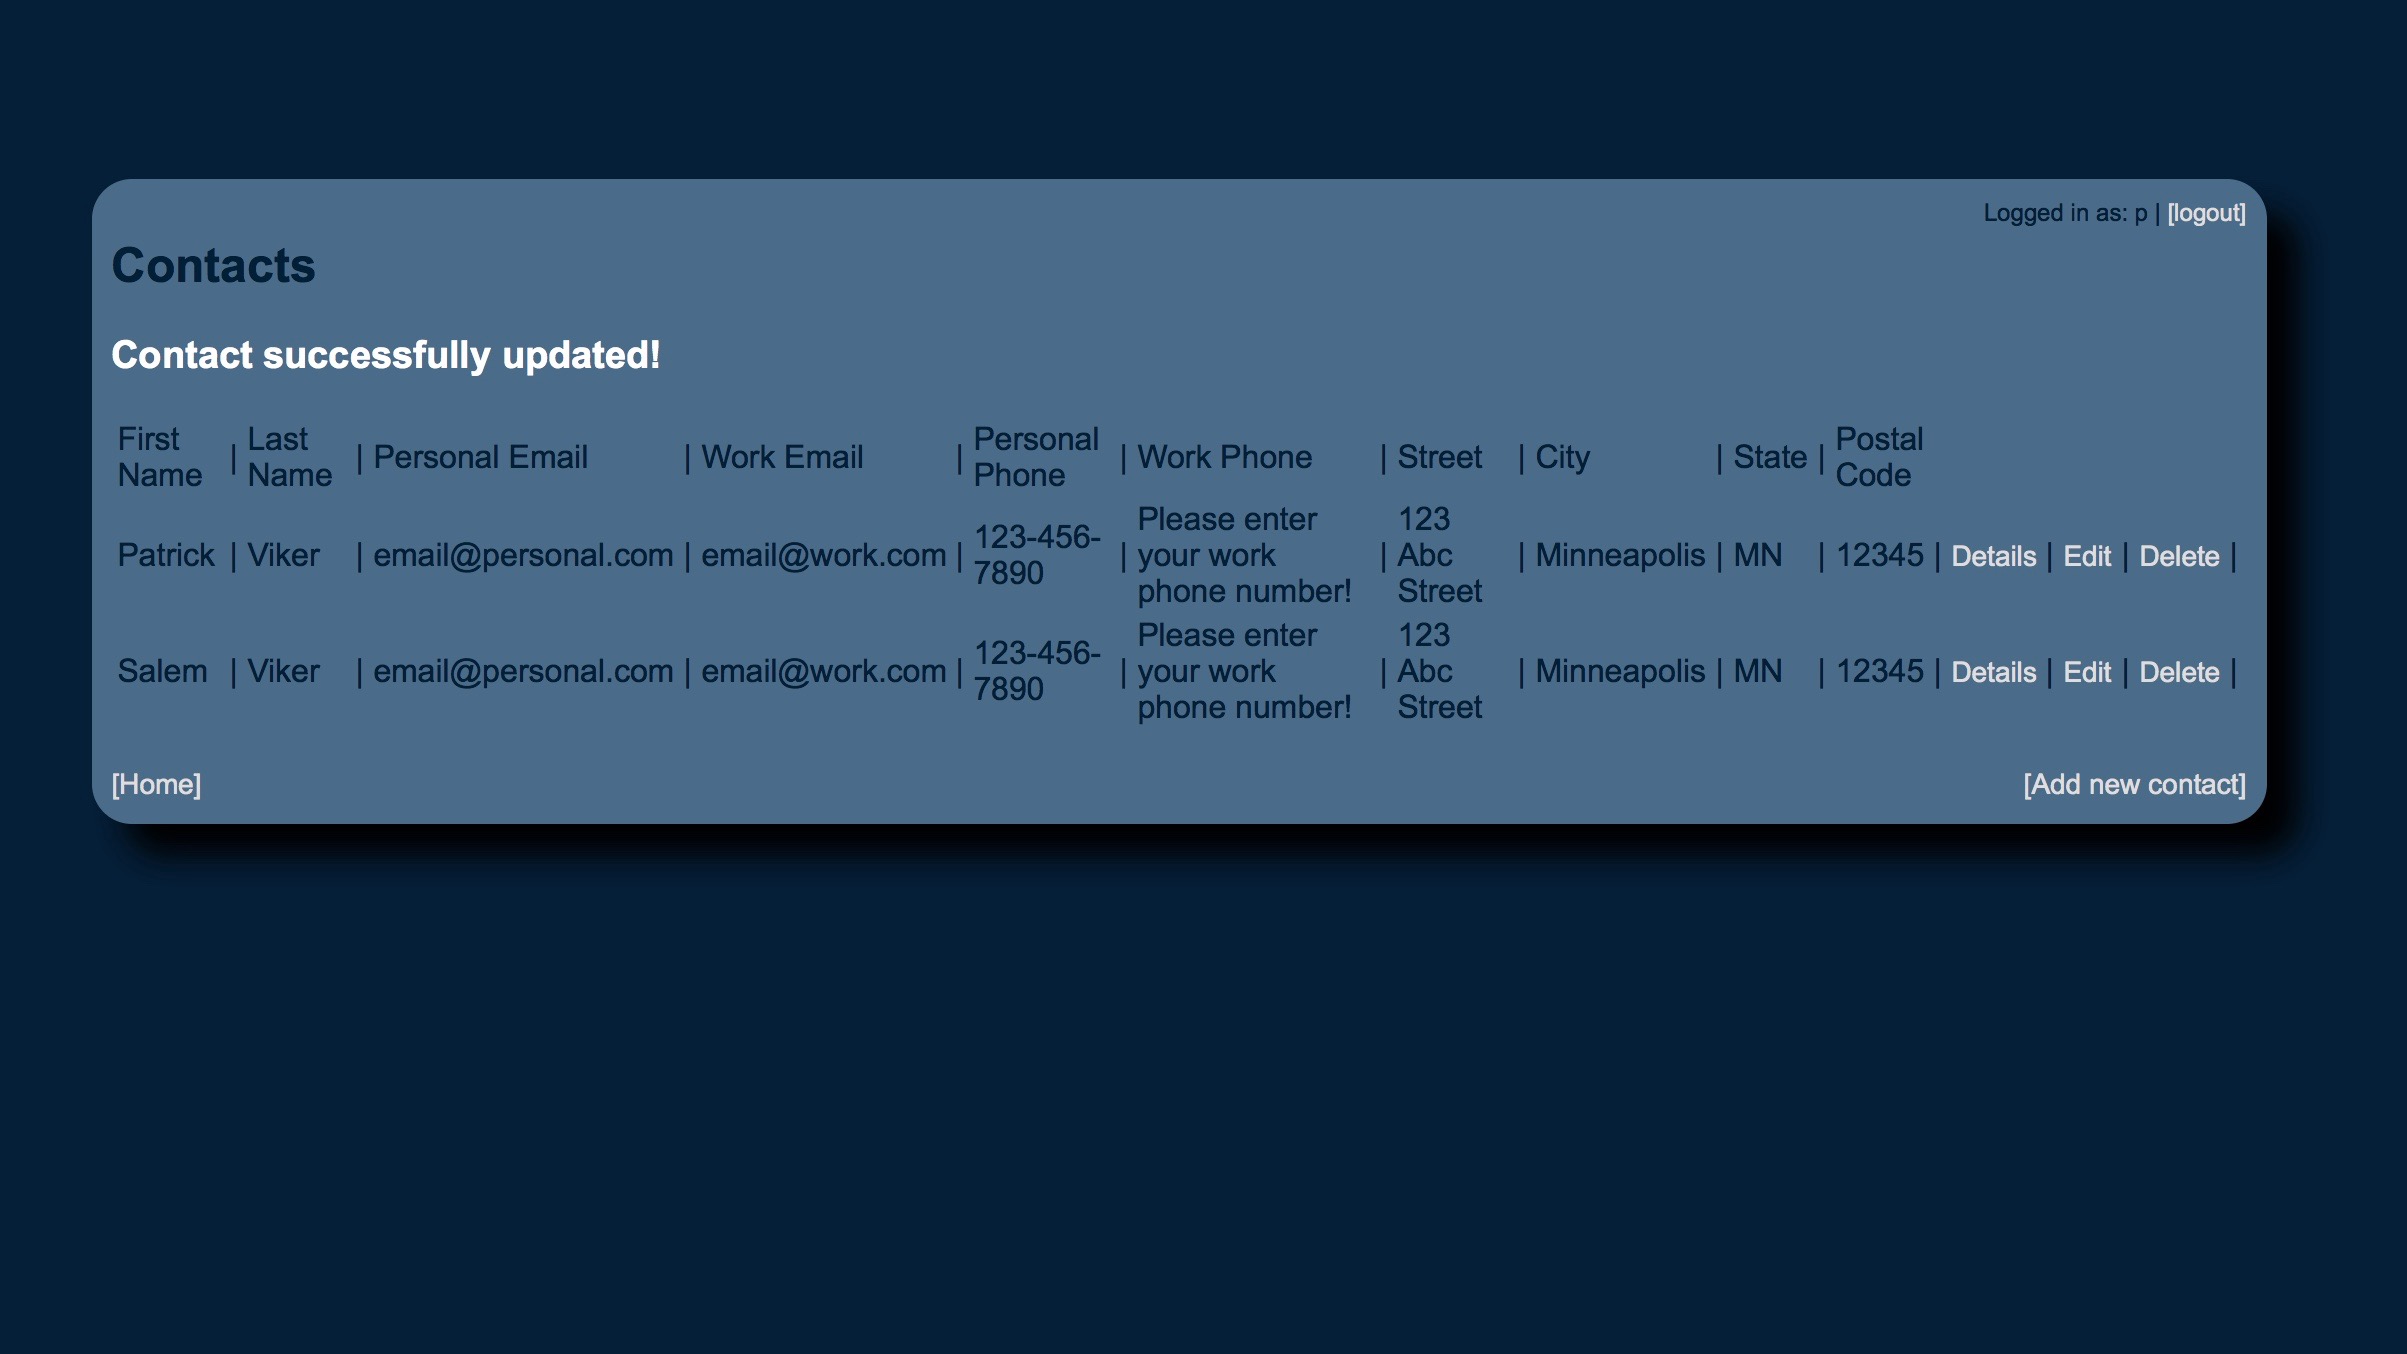 Logged in as: p | [logout]
Contacts
Contact successfully updated!
First Name | Last Name | Personal Email | Work Email | Personal Phone | Work Phone | Street | City | State | Postal Code
Patrick | Viker | email@personal.com | email@work.com | 123-456-7890 | Please enter your work phone number! | 123 Abc Street | Minneapolis | MN | 12345 | Details | Edit | Delete |
Salem | Viker | email@personal.com | email@work.com | 123-456-7890 | Please enter your work phone number! | 123 Abc Street | Minneapolis | MN | 12345 | Details | Edit | Delete |
[Home] [Add new contact]